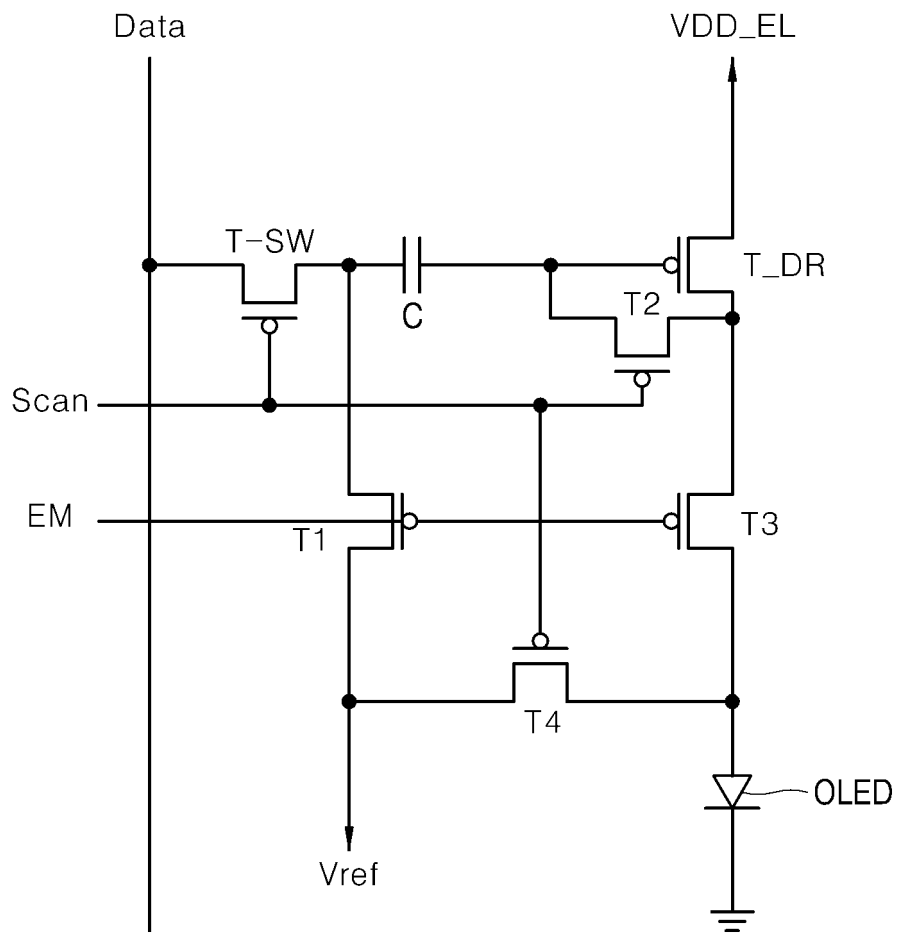 Data
VDD_EL
T-SW
T_DR
C
T2
Scan
EM
T1
T3
T4
OLED
Vref